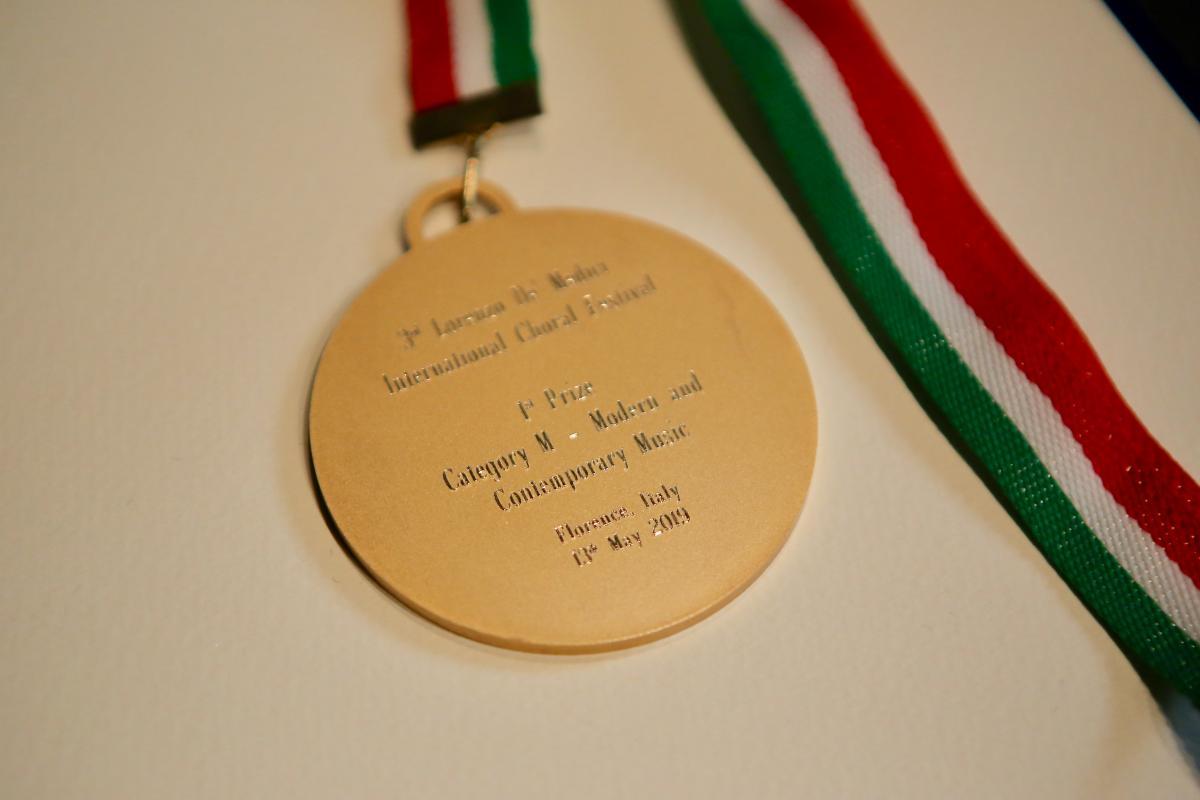 3rd Lorenzo De' Medici
International Choral Festival
1st Prize
Category M - Modern and
Contemporary Music
Florence, Italy
13th May 2019